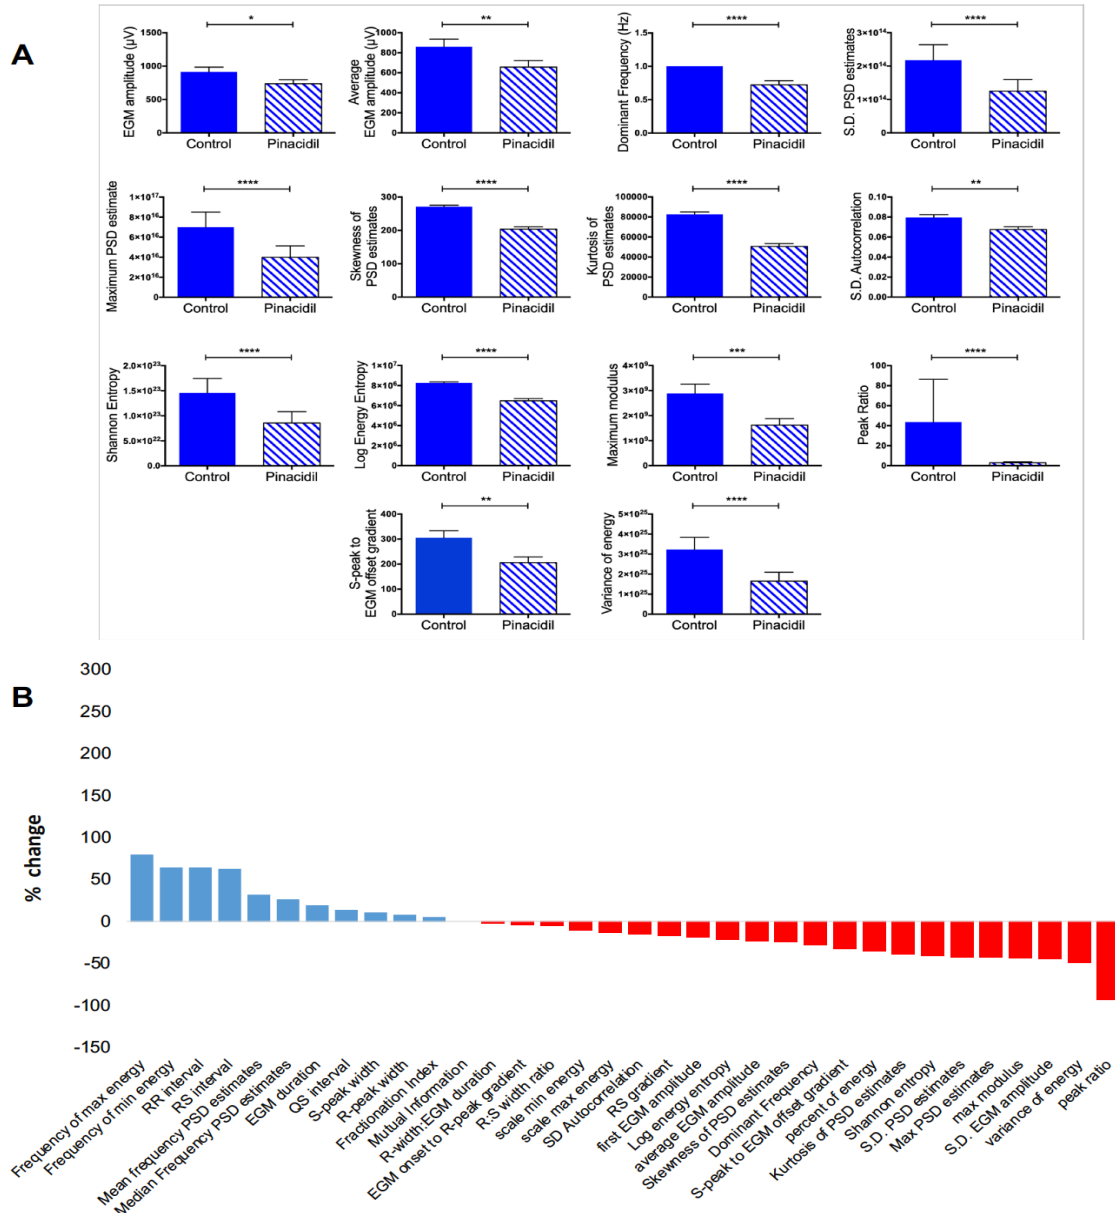 A
*
EGM amplitude (µV)
1500
1000
500
0
Control
Pinacidil
**
Average
EGM amplitude (µV)
1000
800
600
400
200
0
Control
Pinacidil
****
Dominant Frequency (Hz)
1.5
1.0
0.5
0.0
Control
Pinacidil
****
S.D. PSD estimates
3×10¹⁴
2×10¹⁴
1×10¹⁴
0
Control
Pinacidil
****
Maximum PSD estimate
1×10¹⁷
8×10¹⁶
6×10¹⁶
4×10¹⁶
2×10¹⁶
0
Control
Pinacidil
****
Skewness of
PSD estimates
300
200
100
0
Control
Pinacidil
****
Kurtosis of
PSD estimates
100000
80000
60000
40000
20000
0
Control
Pinacidil
**
S.D. Autocorrelation
0.10
0.08
0.06
0.04
0.02
0.00
Control
Pinacidil
****
Shannon Entropy
2.0×10²³
1.5×10²³
1.0×10²³
5.0×10²²
0.0
Control
Pinacidil
****
Log Energy Entropy
1×10⁷
8×10⁶
6×10⁶
4×10⁶
2×10⁶
0
Control
Pinacidil
***
Maximum modulus
4×10⁹
3×10⁹
2×10⁹
1×10⁹
0
Control
Pinacidil
****
Peak Ratio
100
80
60
40
20
0
Control
Pinacidil
**
S-peak to
EGM offset gradient
400
300
200
100
0
Control
Pinacidil
****
Variance of energy
5×10²⁵
4×10²⁵
3×10²⁵
2×10²⁵
1×10²⁵
0
Control
Pinacidil
B
% change
300
250
200
150
100
50
0
-50
-100
-150
Frequency of max energy
Frequency of min energy
RR interval
RS interval
Mean frequency PSD estimates
Median Frequency PSD estimates
EGM duration
QS interval
S-peak width
R-peak width
Fractionation Index
Mutual Information
R-width:EGM duration
EGM onset to R-peak gradient
R:S width ratio
scale min energy
scale max energy
SD Autocorrelation
RS gradient
first EGM amplitude
Log energy entropy
average EGM amplitude
Skewness of PSD estimates
Dominant Frequency
S-peak to EGM offset gradient
percent of energy
Kurtosis of PSD estimates
Shannon entropy
S.D. PSD estimates
Max PSD estimates
max modulus
S.D. EGM amplitude
variance of energy
peak ratio